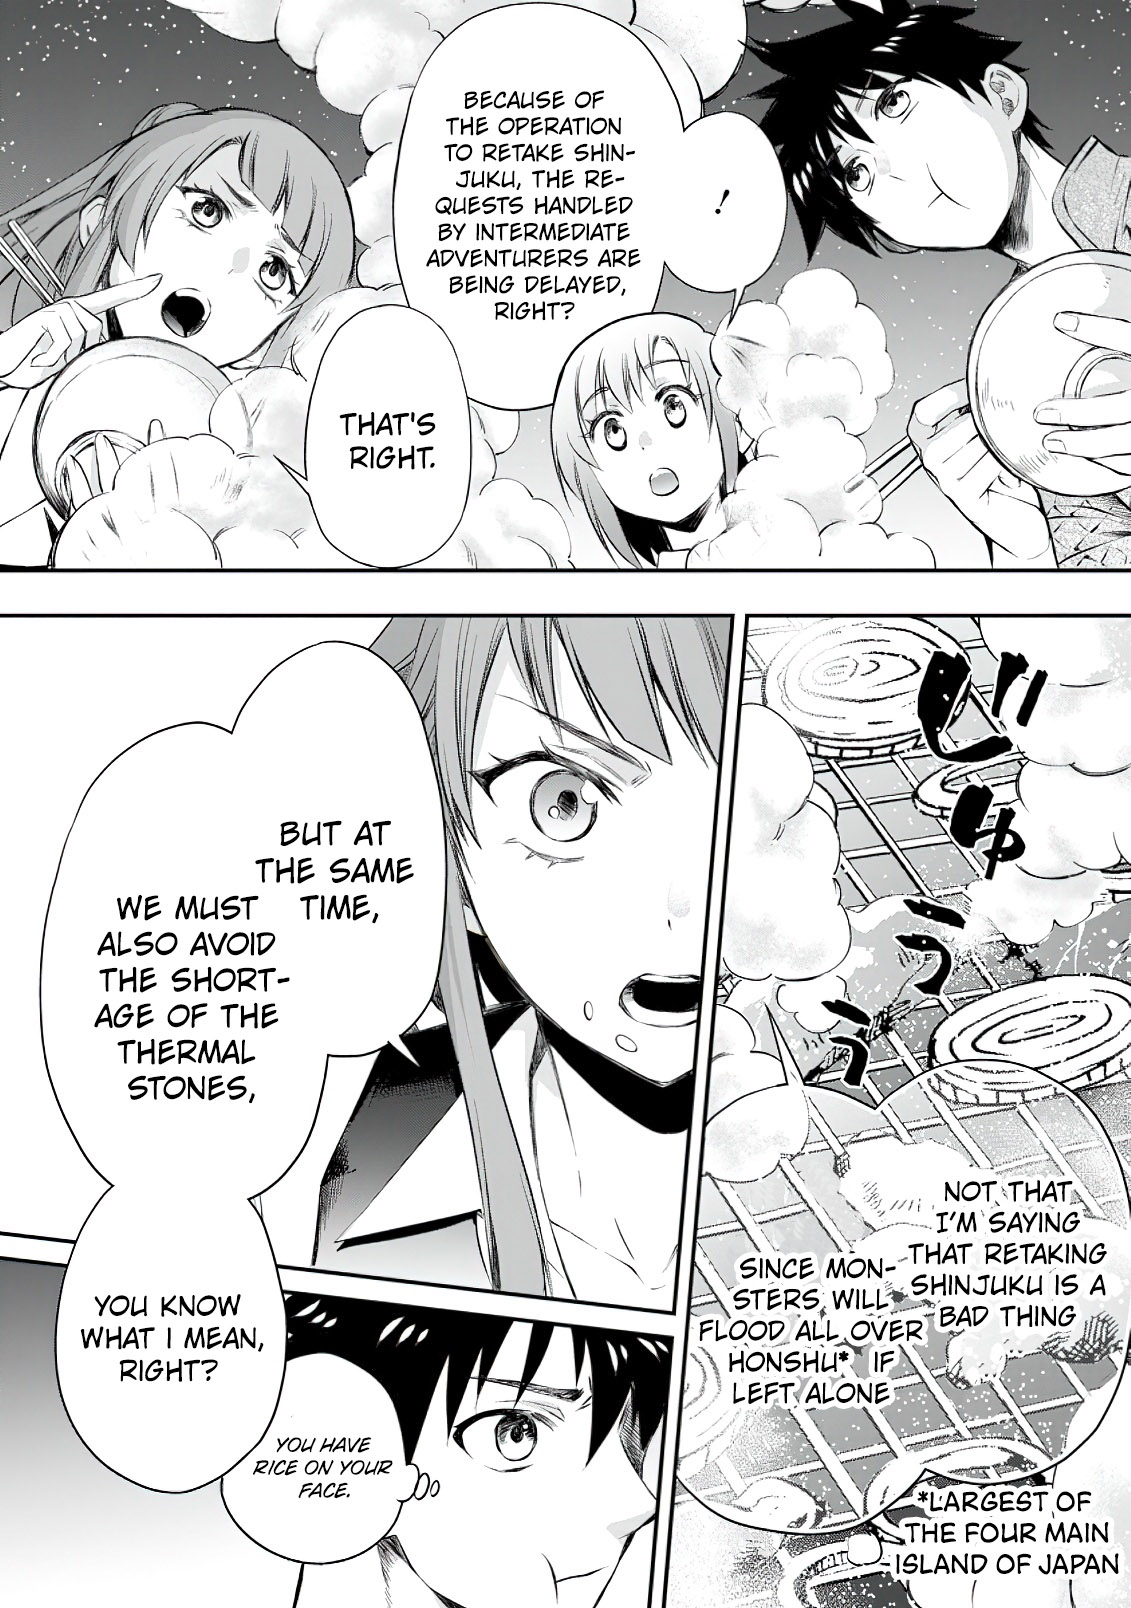 !
BECAUSE OF
THE OPERATION
TO RETAKE SHIN-
JUKU, THE RE-
QUESTS HANDLED
BY INTERMEDIATE
ADVENTURERS ARE
BEING DELAYED,
RIGHT?
THAT'S
RIGHT.
じゅうぅ
NOT THAT
I'M SAYING
THAT RETAKING
SHINJUKU IS A
BAD THING
SINCE MON-
STERS WILL
FLOOD ALL OVER
HONSHU* IF
LEFT ALONE
*LARGEST OF
THE FOUR MAIN
ISLAND OF JAPAN
BUT AT
THE SAME
TIME,
WE MUST
ALSO AVOID
THE SHORT-
AGE OF THE
THERMAL
STONES,
YOU KNOW
WHAT I MEAN,
RIGHT?
YOU HAVE
RICE ON YOUR
FACE.